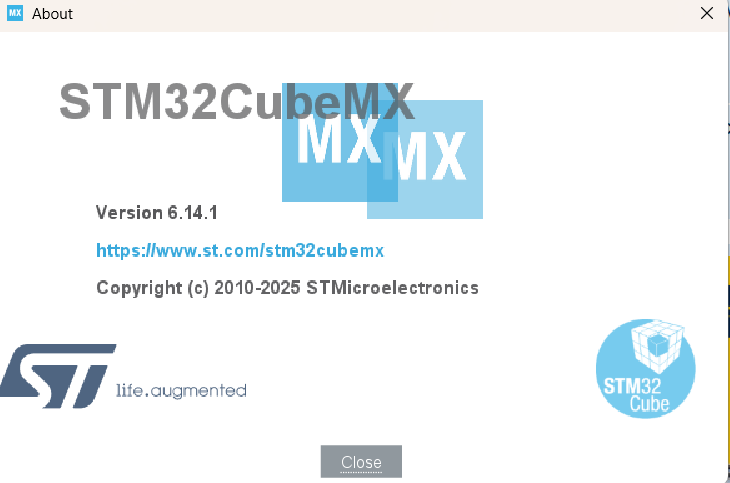 MX About
STM32CubeMX
MX
MX
Version 6.14.1
https://www.st.com/stm32cubemx
Copyright (c) 2010-2025 STMicroelectronics
ST
life.augmented
STM32
Cube
Close